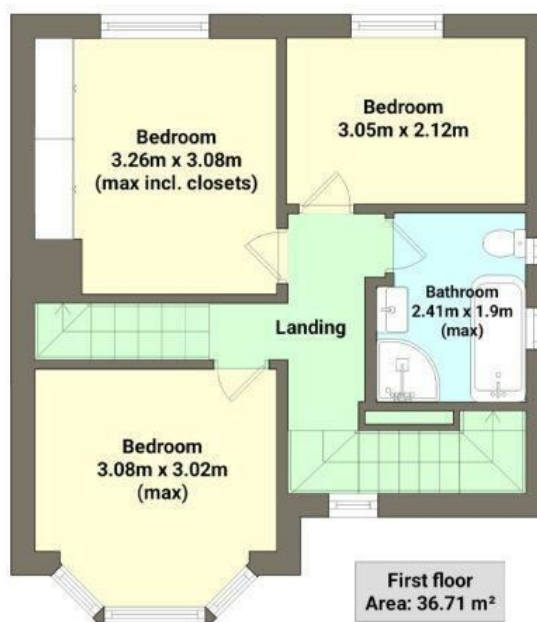 Bedroom
3.26m x 3.08m
(max incl. closets)
Bedroom
3.05m x 2.12m
Bathroom
2.41m x 1.9m
(max)
Landing
Bedroom
3.08m x 3.02m
(max)
First floor
Area: 36.71 m²